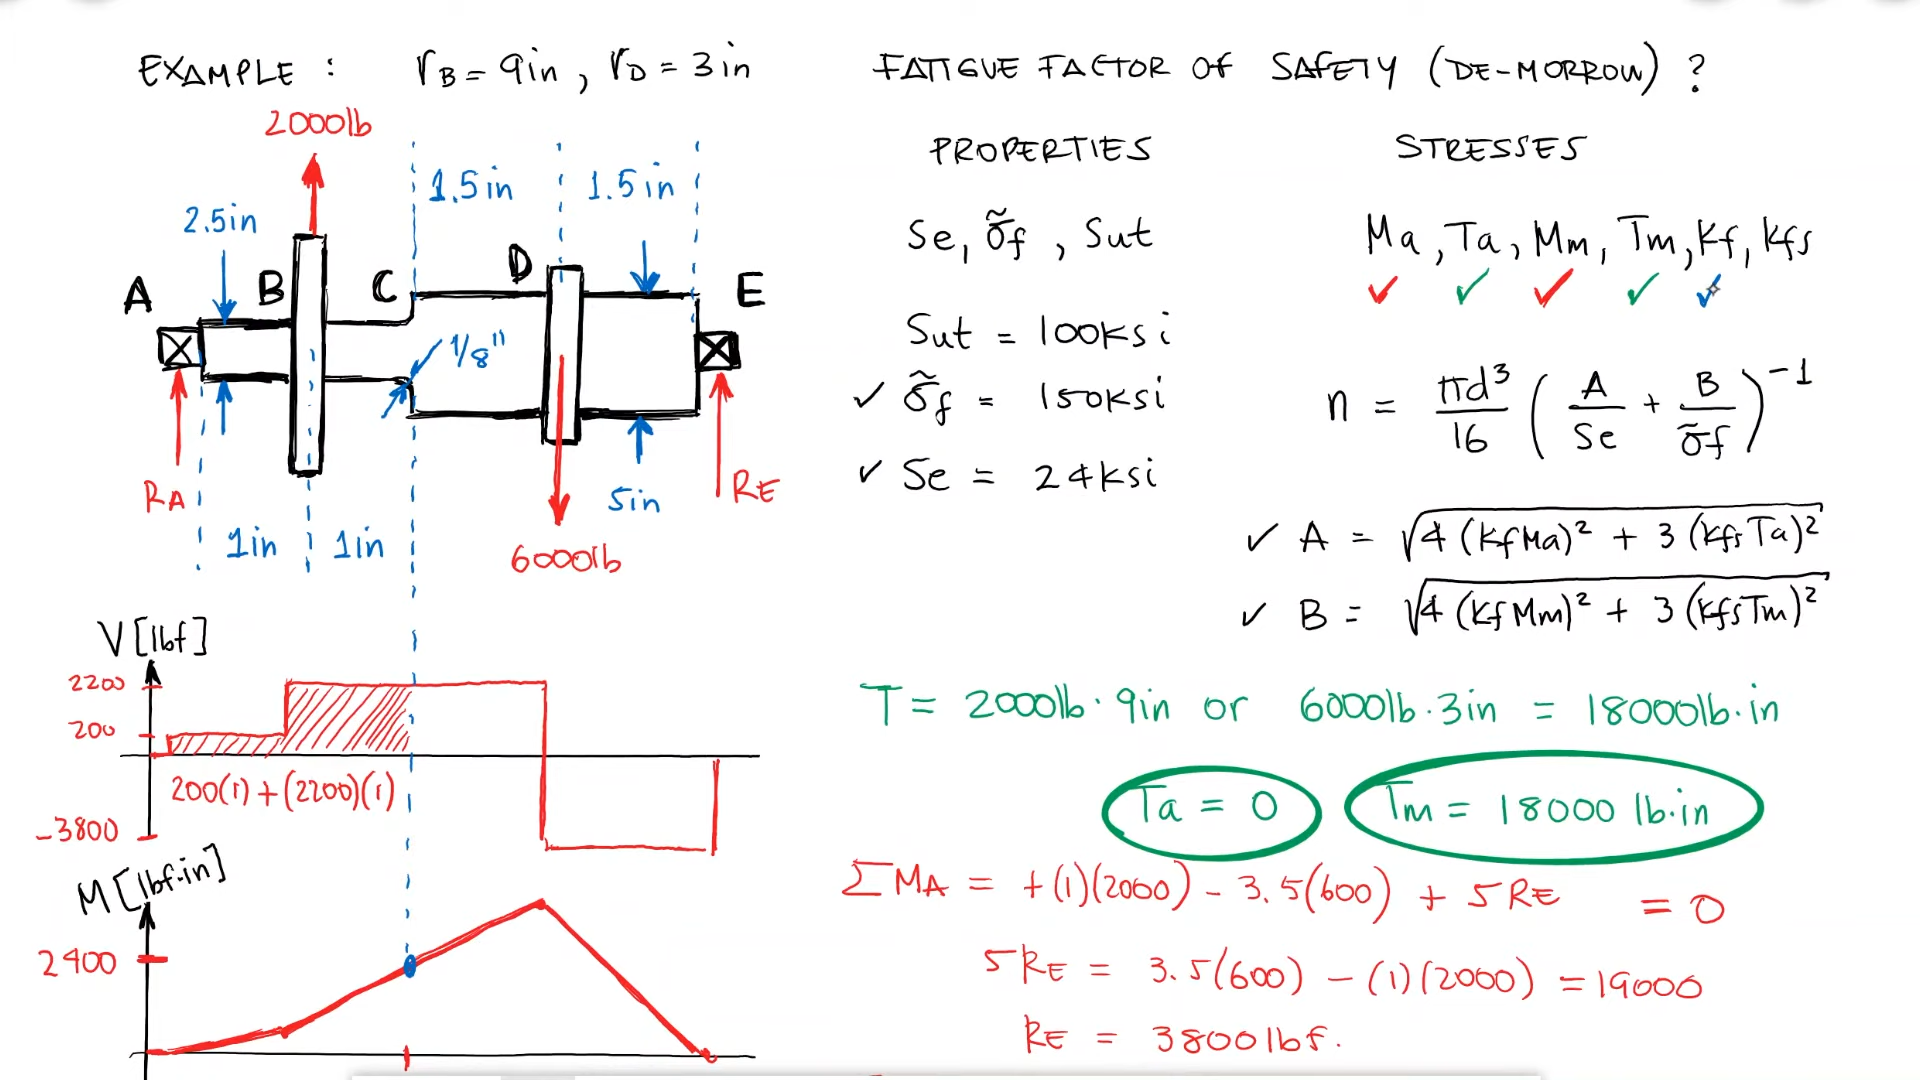 EXAMPLE : rB = 9in , rD = 3in
2000lb
1.5in 1.5in
2.5in
A B C D E
1/8"
RA RE
5in
1in 1in
6000lb
V [lbf]
2200
200
200(1) + (2200)(1)
-3800
M [lbf.in]
2400
FATIGUE FACTOR OF SAFETY (DE-MORROW) ?
PROPERTIES
Se, σ̃f , Sut
Sut = 100ksi
✓ σ̃f = 150ksi
✓ Se = 24ksi
STRESSES
Ma, Ta, Mm, Tm, Kf, Kfs
✓ ✓ ✓ ✓ ✓
n = πd³/16 ( A/Se + B/σ̃f )⁻¹
✓ A = √4 (KfMa)² + 3 (KfsTa)²
✓ B = √4 (KfMm)² + 3 (KfsTm)²
T = 2000lb · 9in or 6000lb · 3in = 18000lb·in
Ta = 0 Tm = 18000 lb·in
ΣMA = +(1)(2000) - 3.5(600) + 5RE = 0
5RE = 3.5(600) - (1)(2000) = 19000
RE = 3800lbf.